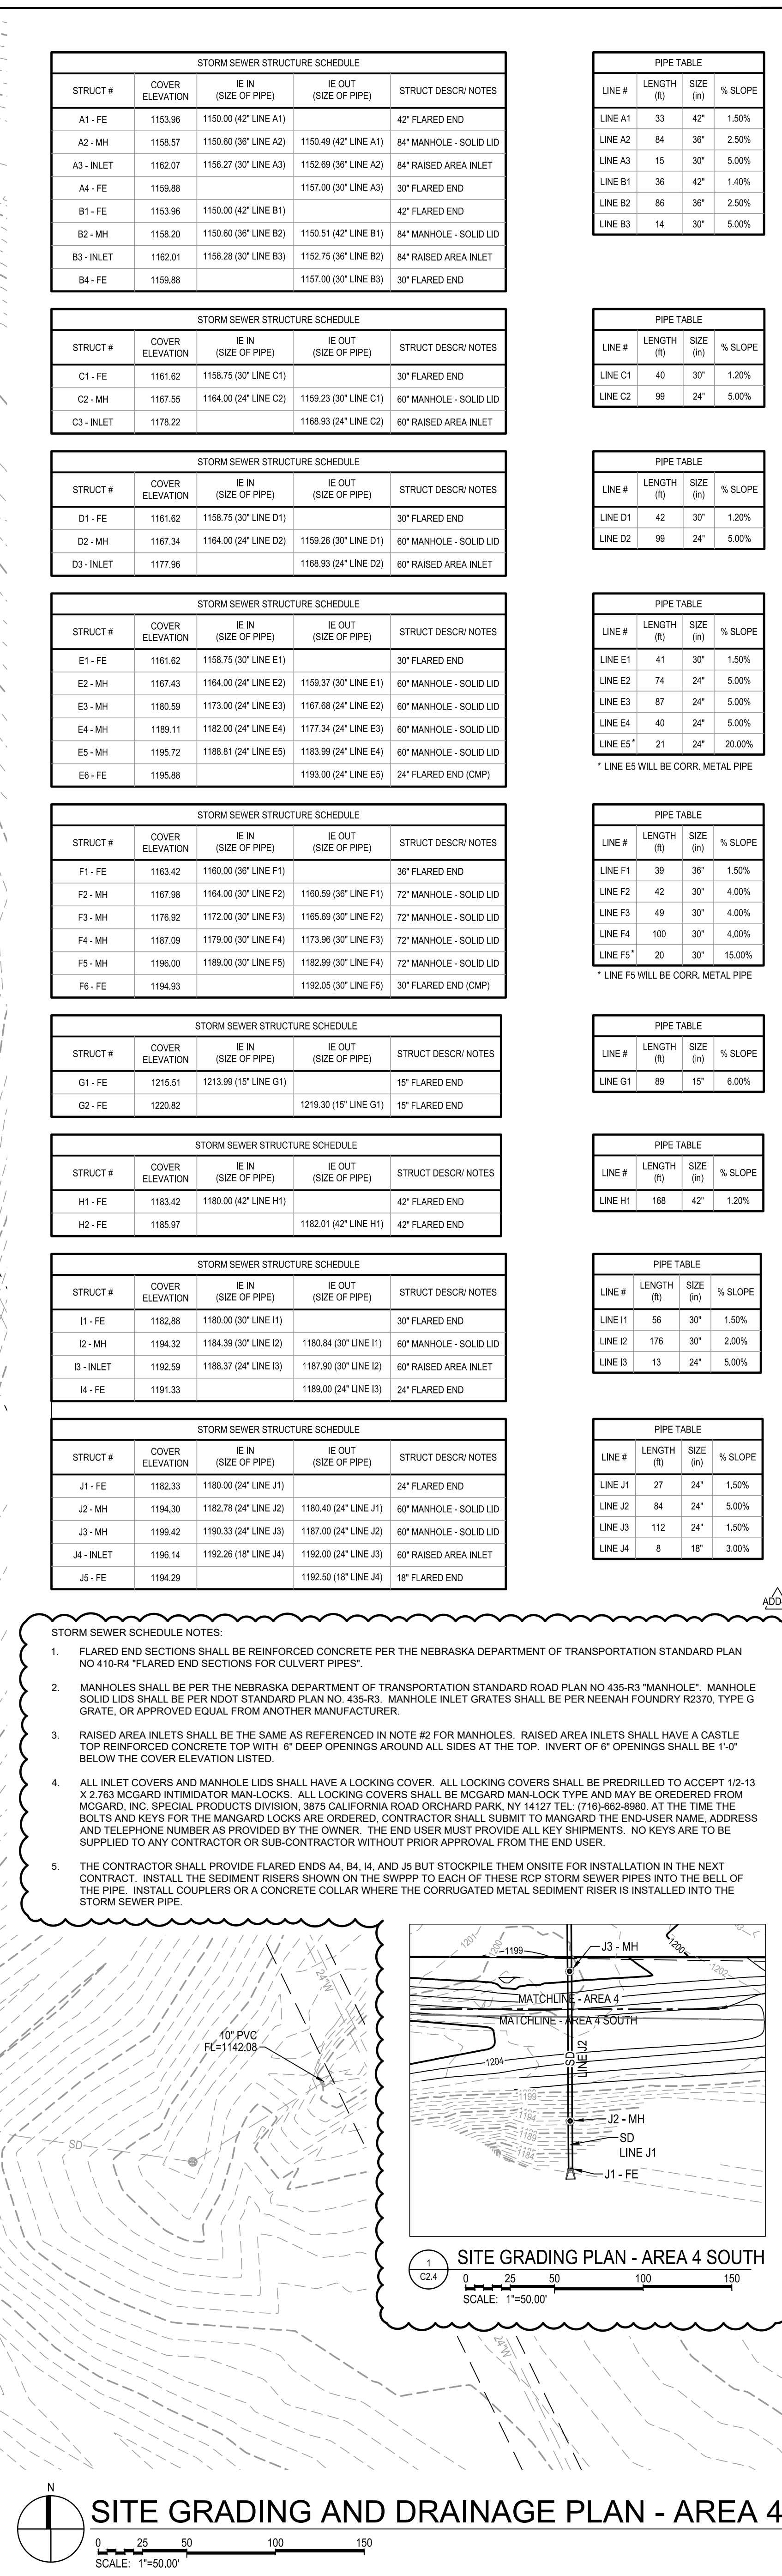 STORM SEWER STRUCTURE SCHEDULE
STRUCT # COVER ELEVATION IE IN (SIZE OF PIPE) IE OUT (SIZE OF PIPE) STRUCT DESCR/ NOTES
A1 - FE 1153.96 1150.00 (42" LINE A1) 42" FLARED END
A2 - MH 1158.57 1150.60 (36" LINE A2) 1150.49 (42" LINE A1) 84" MANHOLE - SOLID LID
A3 - INLET 1162.07 1156.27 (30" LINE A3) 1152.69 (36" LINE A2) 84" RAISED AREA INLET
A4 - FE 1159.88 1157.00 (30" LINE A3) 30" FLARED END
B1 - FE 1153.96 1150.00 (42" LINE B1) 42" FLARED END
B2 - MH 1158.20 1150.60 (36" LINE B2) 1150.51 (42" LINE B1) 84" MANHOLE - SOLID LID
B3 - INLET 1162.01 1156.28 (30" LINE B3) 1152.75 (36" LINE B2) 84" RAISED AREA INLET
B4 - FE 1159.88 1157.00 (30" LINE B3) 30" FLARED END
PIPE TABLE
LINE # LENGTH (ft) SIZE (in) % SLOPE
LINE A1 33 42" 1.50%
LINE A2 84 36" 2.50%
LINE A3 15 30" 5.00%
LINE B1 36 42" 1.40%
LINE B2 86 36" 2.50%
LINE B3 14 30" 5.00%
STORM SEWER STRUCTURE SCHEDULE
STRUCT # COVER ELEVATION IE IN (SIZE OF PIPE) IE OUT (SIZE OF PIPE) STRUCT DESCR/ NOTES
C1 - FE 1161.62 1158.75 (30" LINE C1) 30" FLARED END
C2 - MH 1167.55 1164.00 (24" LINE C2) 1159.23 (30" LINE C1) 60" MANHOLE - SOLID LID
C3 - INLET 1178.22 1168.93 (24" LINE C2) 60" RAISED AREA INLET
PIPE TABLE
LINE # LENGTH (ft) SIZE (in) % SLOPE
LINE C1 40 30" 1.20%
LINE C2 99 24" 5.00%
STORM SEWER STRUCTURE SCHEDULE
STRUCT # COVER ELEVATION IE IN (SIZE OF PIPE) IE OUT (SIZE OF PIPE) STRUCT DESCR/ NOTES
D1 - FE 1161.62 1158.75 (30" LINE D1) 30" FLARED END
D2 - MH 1167.34 1164.00 (24" LINE D2) 1159.26 (30" LINE D1) 60" MANHOLE - SOLID LID
D3 - INLET 1177.96 1168.93 (24" LINE D2) 60" RAISED AREA INLET
PIPE TABLE
LINE # LENGTH (ft) SIZE (in) % SLOPE
LINE D1 42 30" 1.20%
LINE D2 99 24" 5.00%
STORM SEWER STRUCTURE SCHEDULE
STRUCT # COVER ELEVATION IE IN (SIZE OF PIPE) IE OUT (SIZE OF PIPE) STRUCT DESCR/ NOTES
E1 - FE 1161.62 1158.75 (30" LINE E1) 30" FLARED END
E2 - MH 1167.43 1164.00 (24" LINE E2) 1159.37 (30" LINE E1) 60" MANHOLE - SOLID LID
E3 - MH 1180.59 1173.00 (24" LINE E3) 1167.68 (24" LINE E2) 60" MANHOLE - SOLID LID
E4 - MH 1189.11 1182.00 (24" LINE E4) 1177.34 (24" LINE E3) 60" MANHOLE - SOLID LID
E5 - MH 1195.72 1188.81 (24" LINE E5) 1183.99 (24" LINE E4) 60" MANHOLE - SOLID LID
E6 - FE 1195.88 1193.00 (24" LINE E5) 24" FLARED END (CMP)
PIPE TABLE
LINE # LENGTH (ft) SIZE (in) % SLOPE
LINE E1 41 30" 1.50%
LINE E2 74 24" 5.00%
LINE E3 87 24" 5.00%
LINE E4 40 24" 5.00%
LINE E5* 21 24" 20.00%
* LINE E5 WILL BE CORR. METAL PIPE
STORM SEWER STRUCTURE SCHEDULE
STRUCT # COVER ELEVATION IE IN (SIZE OF PIPE) IE OUT (SIZE OF PIPE) STRUCT DESCR/ NOTES
F1 - FE 1163.42 1160.00 (36" LINE F1) 36" FLARED END
F2 - MH 1167.98 1164.00 (30" LINE F2) 1160.59 (36" LINE F1) 72" MANHOLE - SOLID LID
F3 - MH 1176.92 1172.00 (30" LINE F3) 1165.69 (30" LINE F2) 72" MANHOLE - SOLID LID
F4 - MH 1187.09 1179.00 (30" LINE F4) 1173.96 (30" LINE F3) 72" MANHOLE - SOLID LID
F5 - MH 1196.00 1189.00 (30" LINE F5) 1182.99 (30" LINE F4) 72" MANHOLE - SOLID LID
F6 - FE 1194.93 1192.05 (30" LINE F5) 30" FLARED END (CMP)
PIPE TABLE
LINE # LENGTH (ft) SIZE (in) % SLOPE
LINE F1 39 36" 1.50%
LINE F2 42 30" 4.00%
LINE F3 49 30" 4.00%
LINE F4 100 30" 4.00%
LINE F5* 20 30" 15.00%
* LINE F5 WILL BE CORR. METAL PIPE
STORM SEWER STRUCTURE SCHEDULE
STRUCT # COVER ELEVATION IE IN (SIZE OF PIPE) IE OUT (SIZE OF PIPE) STRUCT DESCR/ NOTES
G1 - FE 1215.51 1213.99 (15" LINE G1) 15" FLARED END
G2 - FE 1220.82 1219.30 (15" LINE G1) 15" FLARED END
PIPE TABLE
LINE # LENGTH (ft) SIZE (in) % SLOPE
LINE G1 89 15" 6.00%
STORM SEWER STRUCTURE SCHEDULE
STRUCT # COVER ELEVATION IE IN (SIZE OF PIPE) IE OUT (SIZE OF PIPE) STRUCT DESCR/ NOTES
H1 - FE 1183.42 1180.00 (42" LINE H1) 42" FLARED END
H2 - FE 1185.97 1182.01 (42" LINE H1) 42" FLARED END
PIPE TABLE
LINE # LENGTH (ft) SIZE (in) % SLOPE
LINE H1 168 42" 1.20%
STORM SEWER STRUCTURE SCHEDULE
STRUCT # COVER ELEVATION IE IN (SIZE OF PIPE) IE OUT (SIZE OF PIPE) STRUCT DESCR/ NOTES
I1 - FE 1182.88 1180.00 (30" LINE I1) 30" FLARED END
I2 - MH 1194.32 1184.39 (30" LINE I2) 1180.84 (30" LINE I1) 60" MANHOLE - SOLID LID
I3 - INLET 1192.59 1188.37 (24" LINE I3) 1187.90 (30" LINE I2) 60" RAISED AREA INLET
I4 - FE 1191.33 1189.00 (24" LINE I3) 24" FLARED END
PIPE TABLE
LINE # LENGTH (ft) SIZE (in) % SLOPE
LINE I1 56 30" 1.50%
LINE I2 176 30" 2.00%
LINE I3 13 24" 5.00%
STORM SEWER STRUCTURE SCHEDULE
STRUCT # COVER ELEVATION IE IN (SIZE OF PIPE) IE OUT (SIZE OF PIPE) STRUCT DESCR/ NOTES
J1 - FE 1182.33 1180.00 (24" LINE J1) 24" FLARED END
J2 - MH 1194.30 1182.78 (24" LINE J2) 1180.40 (24" LINE J1) 60" MANHOLE - SOLID LID
J3 - MH 1199.42 1190.33 (24" LINE J3) 1187.00 (24" LINE J2) 60" MANHOLE - SOLID LID
J4 - INLET 1196.14 1192.26 (18" LINE J4) 1192.00 (24" LINE J3) 60" RAISED AREA INLET
J5 - FE 1194.29 1192.50 (18" LINE J4) 18" FLARED END
PIPE TABLE
LINE # LENGTH (ft) SIZE (in) % SLOPE
LINE J1 27 24" 1.50%
LINE J2 84 24" 5.00%
LINE J3 112 24" 1.50%
LINE J4 8 18" 3.00%
ADD
STORM SEWER SCHEDULE NOTES:
1. FLARED END SECTIONS SHALL BE REINFORCED CONCRETE PER THE NEBRASKA DEPARTMENT OF TRANSPORTATION STANDARD PLAN
NO 410-R4 "FLARED END SECTIONS FOR CULVERT PIPES".
2. MANHOLES SHALL BE PER THE NEBRASKA DEPARTMENT OF TRANSPORTATION STANDARD ROAD PLAN NO 435-R3 "MANHOLE". MANHOLE
SOLID LIDS SHALL BE PER NDOT STANDARD PLAN NO. 435-R3. MANHOLE INLET GRATES SHALL BE PER NEENAH FOUNDRY R2370, TYPE G
GRATE, OR APPROVED EQUAL FROM ANOTHER MANUFACTURER.
3. RAISED AREA INLETS SHALL BE THE SAME AS REFERENCED IN NOTE #2 FOR MANHOLES. RAISED AREA INLETS SHALL HAVE A CASTLE
TOP REINFORCED CONCRETE TOP WITH 6" DEEP OPENINGS AROUND ALL SIDES AT THE TOP. INVERT OF 6" OPENINGS SHALL BE 1'-0"
BELOW THE COVER ELEVATION LISTED.
4. ALL INLET COVERS AND MANHOLE LIDS SHALL HAVE A LOCKING COVER. ALL LOCKING COVERS SHALL BE PREDRILLED TO ACCEPT 1/2-13
X 2.763 MCGARD INTIMIDATOR MAN-LOCKS. ALL LOCKING COVERS SHALL BE MCGARD MAN-LOCK TYPE AND MAY BE OREDERED FROM
MCGARD, INC. SPECIAL PRODUCTS DIVISION, 3875 CALIFORNIA ROAD ORCHARD PARK, NY 14127 TEL: (716)-662-8980. AT THE TIME THE
BOLTS AND KEYS FOR THE MANGARD LOCKS ARE ORDERED, CONTRACTOR SHALL SUBMIT TO MANGARD THE END-USER NAME, ADDRESS
AND TELEPHONE NUMBER AS PROVIDED BY THE OWNER. THE END USER MUST PROVIDE ALL KEY SHIPMENTS. NO KEYS ARE TO BE
SUPPLIED TO ANY CONTRACTOR OR SUB-CONTRACTOR WITHOUT PRIOR APPROVAL FROM THE END USER.
5. THE CONTRACTOR SHALL PROVIDE FLARED ENDS A4, B4, I4, AND J5 BUT STOCKPILE THEM ONSITE FOR INSTALLATION IN THE NEXT
CONTRACT. INSTALL THE SEDIMENT RISERS SHOWN ON THE SWPPP TO EACH OF THESE RCP STORM SEWER PIPES INTO THE BELL OF
THE PIPE. INSTALL COUPLERS OR A CONCRETE COLLAR WHERE THE CORRUGATED METAL SEDIMENT RISER IS INSTALLED INTO THE
STORM SEWER PIPE.
24"W
10" PVC
FL=1142.08
SD
1201
1200
1199
J3 - MH
1200
1202
MATCHLINE - AREA 4
MATCHLINE - AREA 4 SOUTH
SD
LINE J2
1204
1199
1194
J2 - MH
1189
SD
1184
LINE J1
J1 - FE
1
C2.4
SITE GRADING PLAN - AREA 4 SOUTH
0 25 50 100 150
SCALE: 1"=50.00'
24"W
N
SITE GRADING AND DRAINAGE PLAN - AREA 4
0 25 50 100 150
SCALE: 1"=50.00'